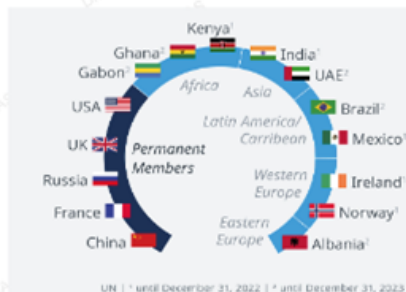 Kenya¹
Ghana²
India¹
Gabon²
UAE²
Africa
Asia
USA
Brazil²
Latin America/
Carribean
UK
Permanent
Members
Mexico¹
Russia
Western
Europe
Ireland¹
France
Norway¹
Eastern
Europe
China
Albania²
UN | ¹ until December 31, 2022 | ² until December 31, 2023